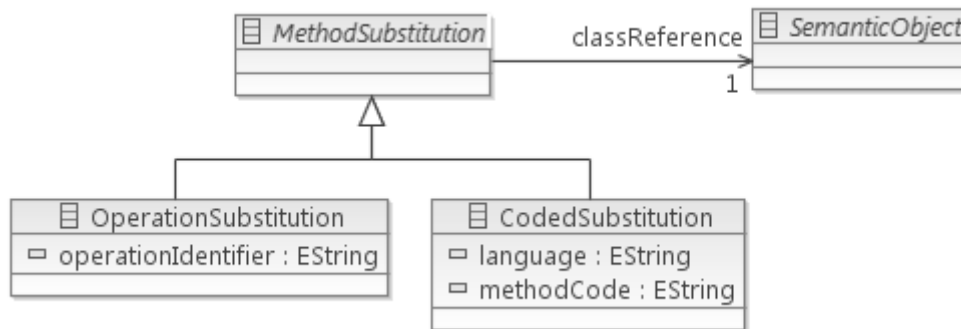 MethodSubstitution
classReference
SemanticObject
1
OperationSubstitution
operationIdentifier : EString
CodedSubstitution
language : EString
methodCode : EString